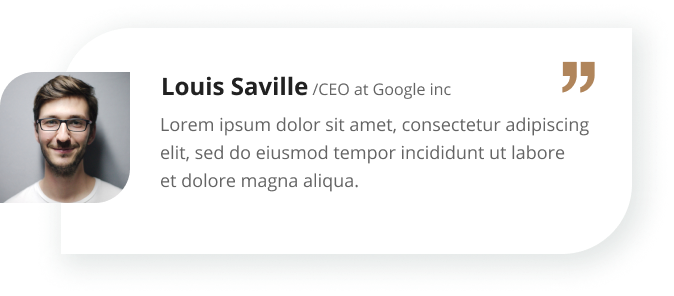 Louis Saville /CEO at Google inc
Lorem ipsum dolor sit amet, consectetur adipiscing
elit, sed do eiusmod tempor incididunt ut labore
et dolore magna aliqua.